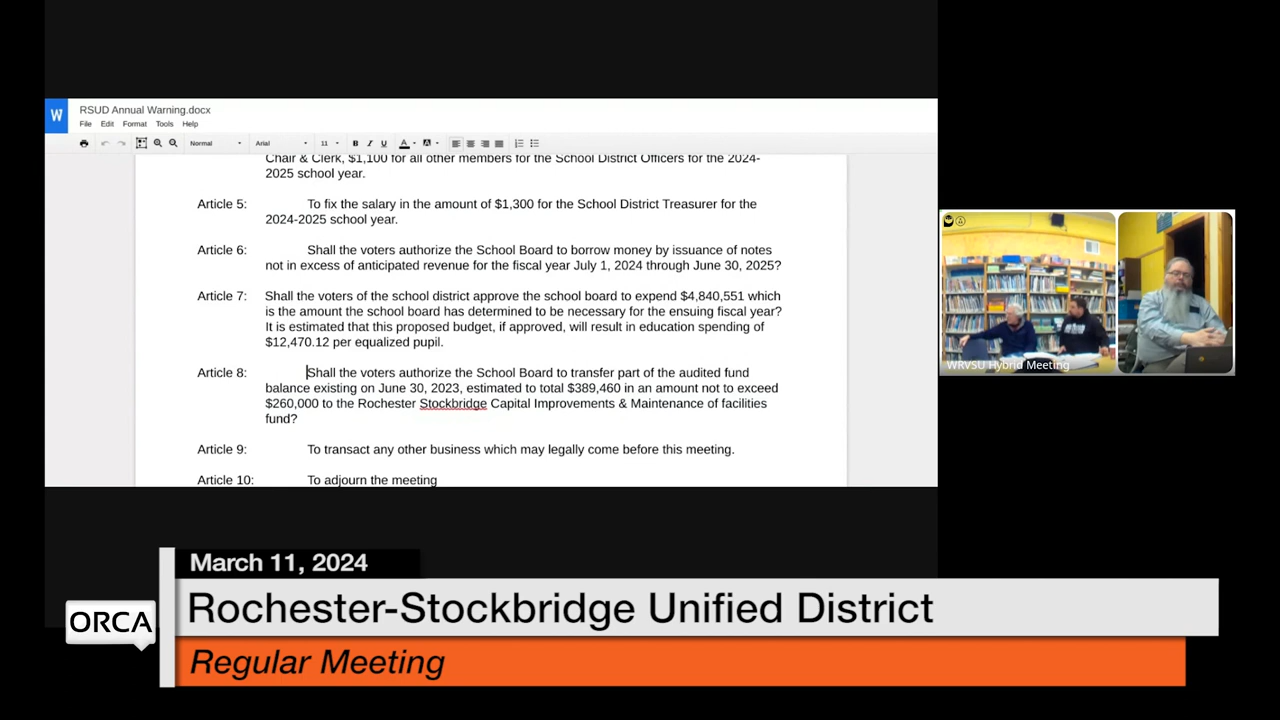 RSUD Annual Warning.docx
File Edit Format Tools Help
Normal Arial 11 B I U A A
Chair & Clerk, $1,100 for all other members for the School District Officers for the 2024-
2025 school year.
Article 5: To fix the salary in the amount of $1,300 for the School District Treasurer for the
2024-2025 school year.
Article 6: Shall the voters authorize the School Board to borrow money by issuance of notes
not in excess of anticipated revenue for the fiscal year July 1, 2024 through June 30, 2025?
Article 7: Shall the voters of the school district approve the school board to expend $4,840,551 which
is the amount the school board has determined to be necessary for the ensuing fiscal year?
It is estimated that this proposed budget, if approved, will result in education spending of
$12,470.12 per equalized pupil.
Article 8: Shall the voters authorize the School Board to transfer part of the audited fund
balance existing on June 30, 2023, estimated to total $389,460 in an amount not to exceed
$260,000 to the Rochester Stockbridge Capital Improvements & Maintenance of facilities
fund?
Article 9: To transact any other business which may legally come before this meeting.
Article 10: To adjourn the meeting
WRVSU Hybrid Meeting
March 11, 2024
ORCA
Rochester-Stockbridge Unified District
Regular Meeting